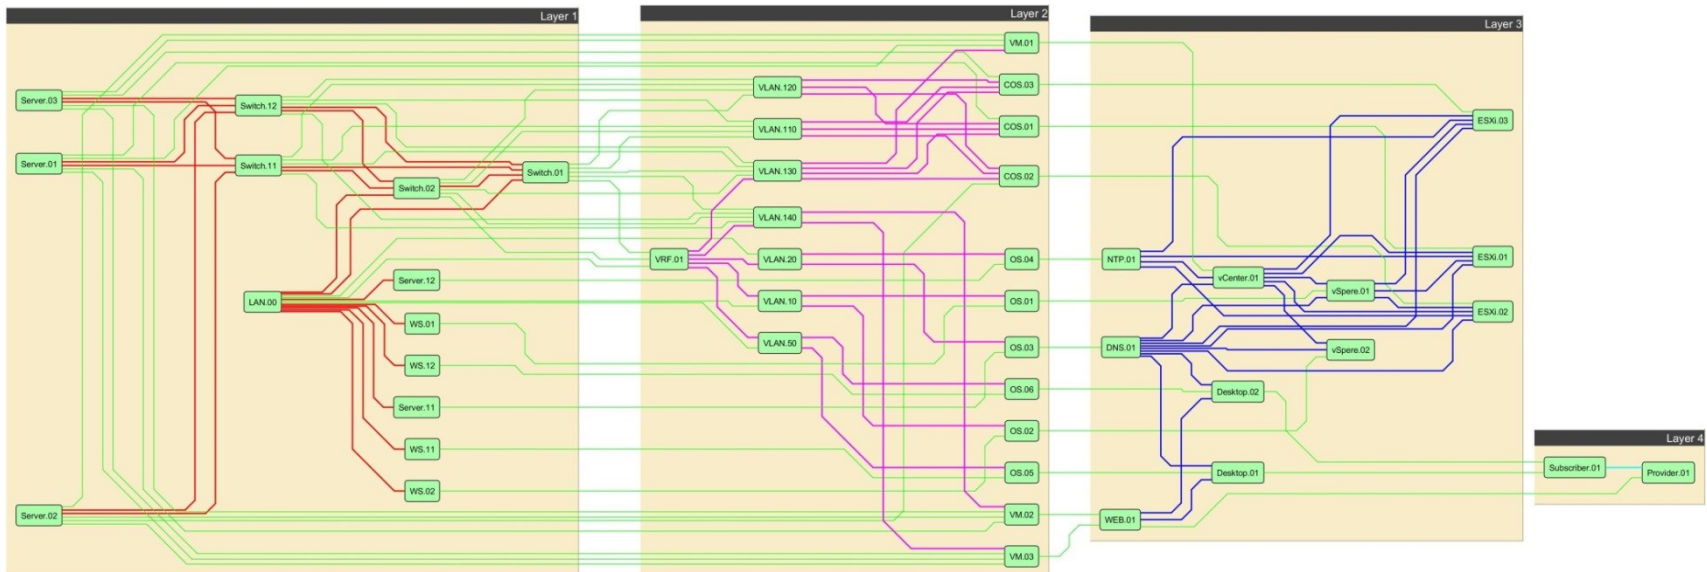 Layer 1
Server.03
Server.01
Server.02
Switch.12
Switch.11
Switch.02
Switch.01
LAN.00
Server.12
WS.01
WS.12
Server.11
WS.11
WS.02
Layer 2
VRF.01
VLAN.120
VLAN.110
VLAN.130
VLAN.140
VLAN.20
VLAN.10
VLAN.50
VM.01
COS.03
COS.01
COS.02
OS.04
OS.01
OS.03
OS.06
OS.02
OS.05
VM.02
VM.03
Layer 3
NTP.01
DNS.01
WEB.01
vCenter.01
Desktop.02
Desktop.01
vSpere.01
vSpere.02
ESXi.03
ESXi.01
ESXi.02
Layer 4
Subscriber.01
Provider.01